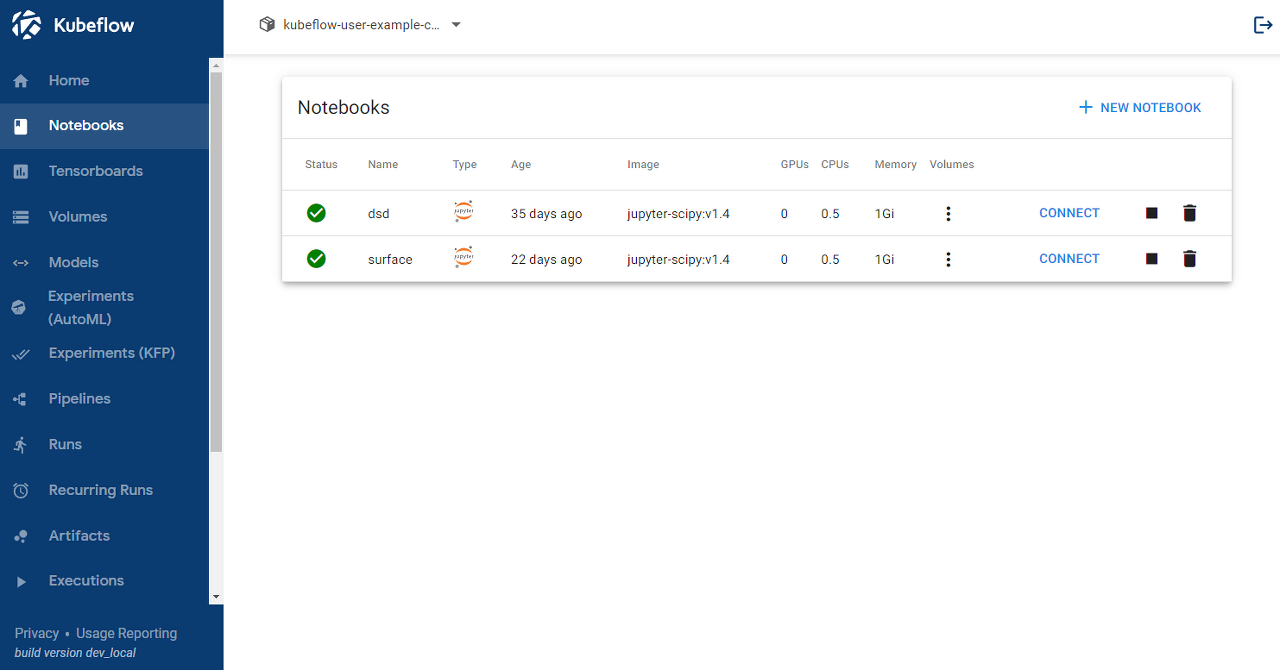 Kubeflow
kubeflow-user-example-c...
Home
Notebooks
Tensorboards
Volumes
Models
Experiments
(AutoML)
Experiments (KFP)
Pipelines
Runs
Recurring Runs
Artifacts
Executions
Privacy • Usage Reporting
build version dev_local
Notebooks
+ NEW NOTEBOOK
Status Name Type Age Image GPUs CPUs Memory Volumes
dsd jupyter 35 days ago jupyter-scipy:v1.4 0 0.5 1Gi CONNECT
surface jupyter 22 days ago jupyter-scipy:v1.4 0 0.5 1Gi CONNECT